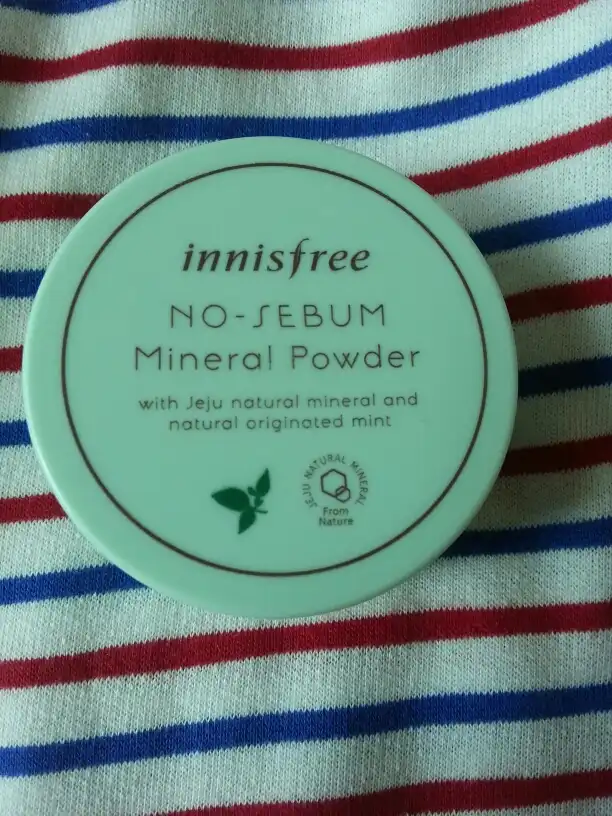 innisfree
NO-SEBUM
Mineral Powder
with Jeju natural mineral and
natural originated mint
JEJU NATURAL MINERAL
From
Nature